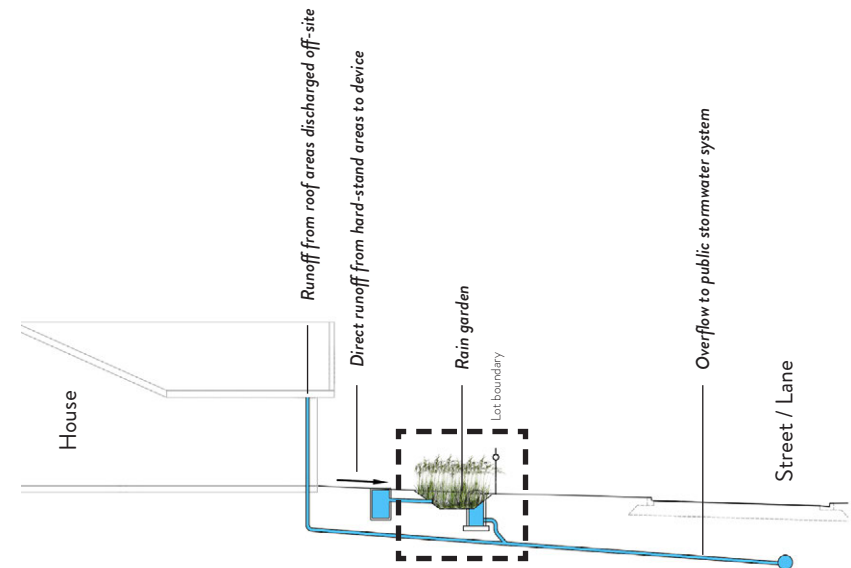 House
Runoff from roof areas discharged off-site
Direct runoff from hard-stand areas to device
Rain garden
Lot boundary
Overflow to public stormwater system
Street / Lane